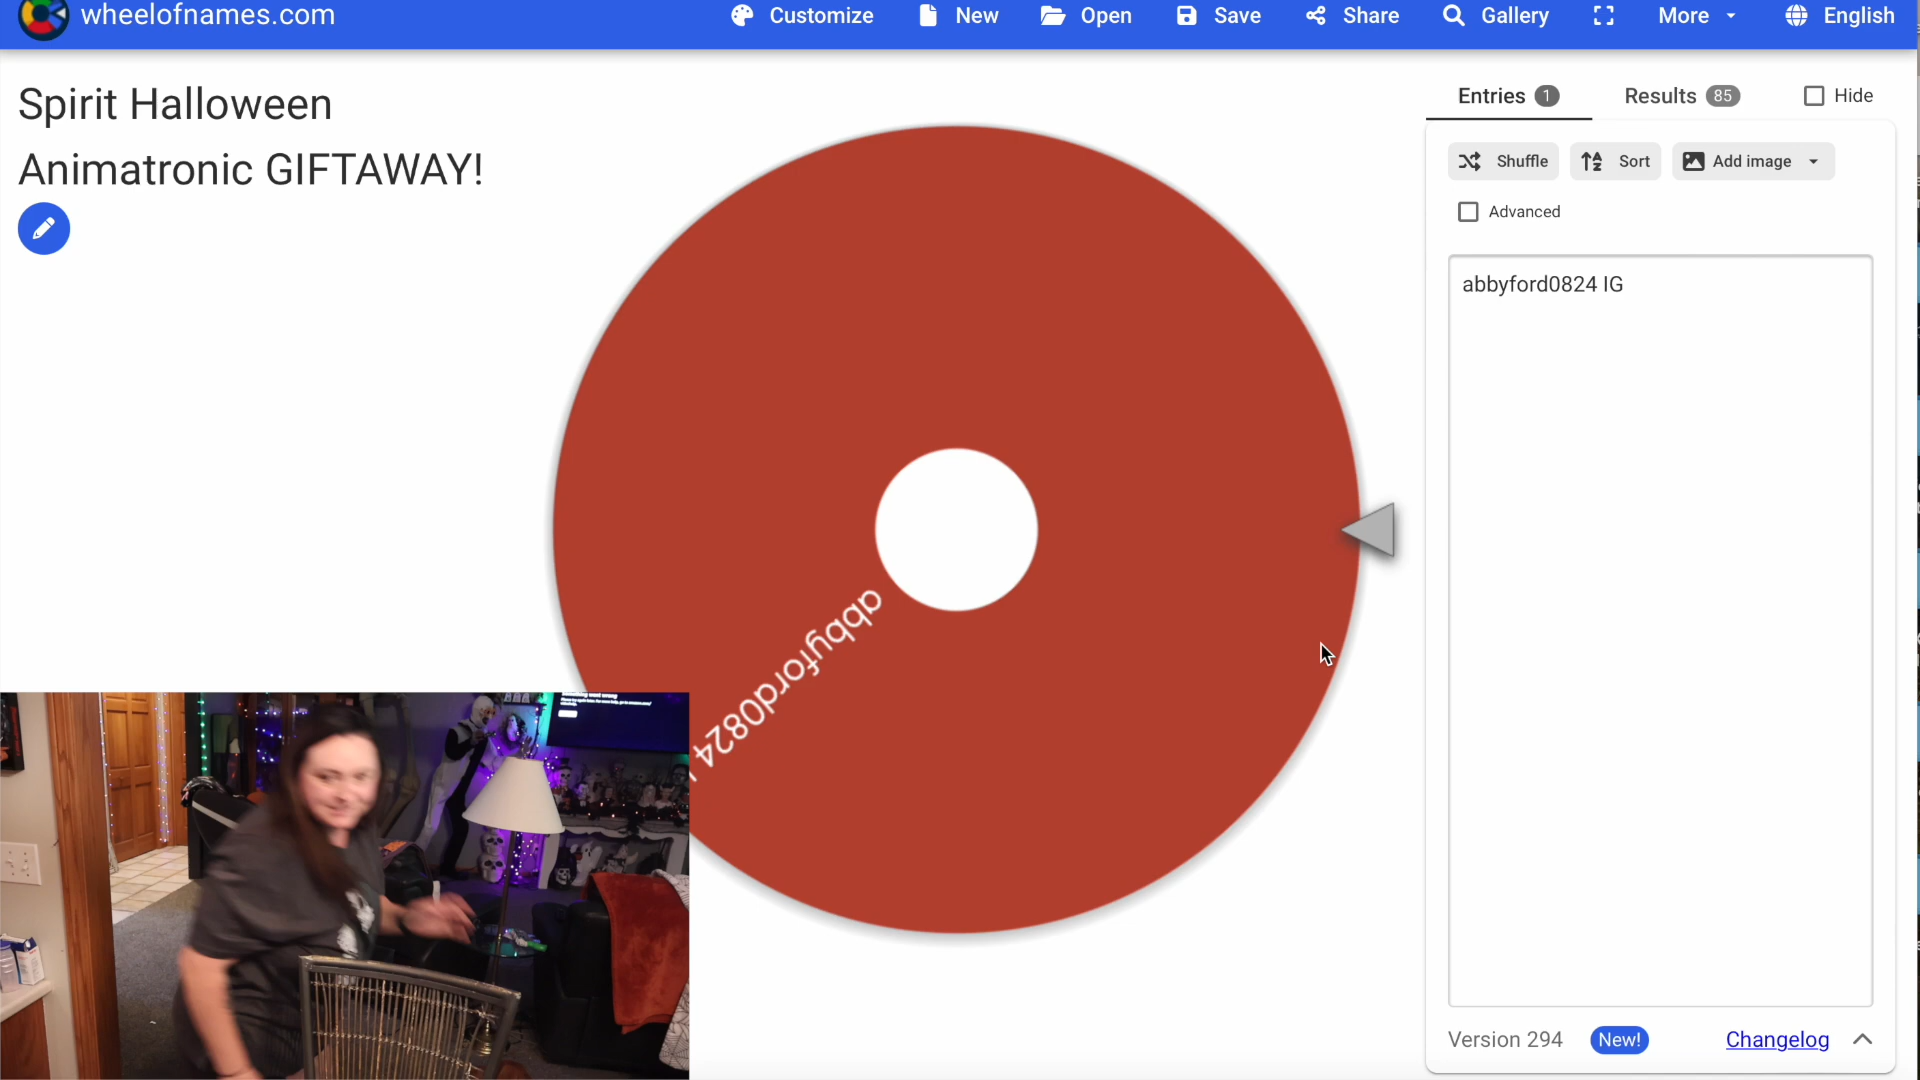 wheelofnames.com
Customize
New
Open
Save
Share
Gallery
More
English
Spirit Halloween
Animatronic GIFTAWAY!
Entries 1
Results 85
Hide
Shuffle
Sort
Add image
Advanced
abbyford0824 IG
abbyford0824
Version 294
New!
Changelog